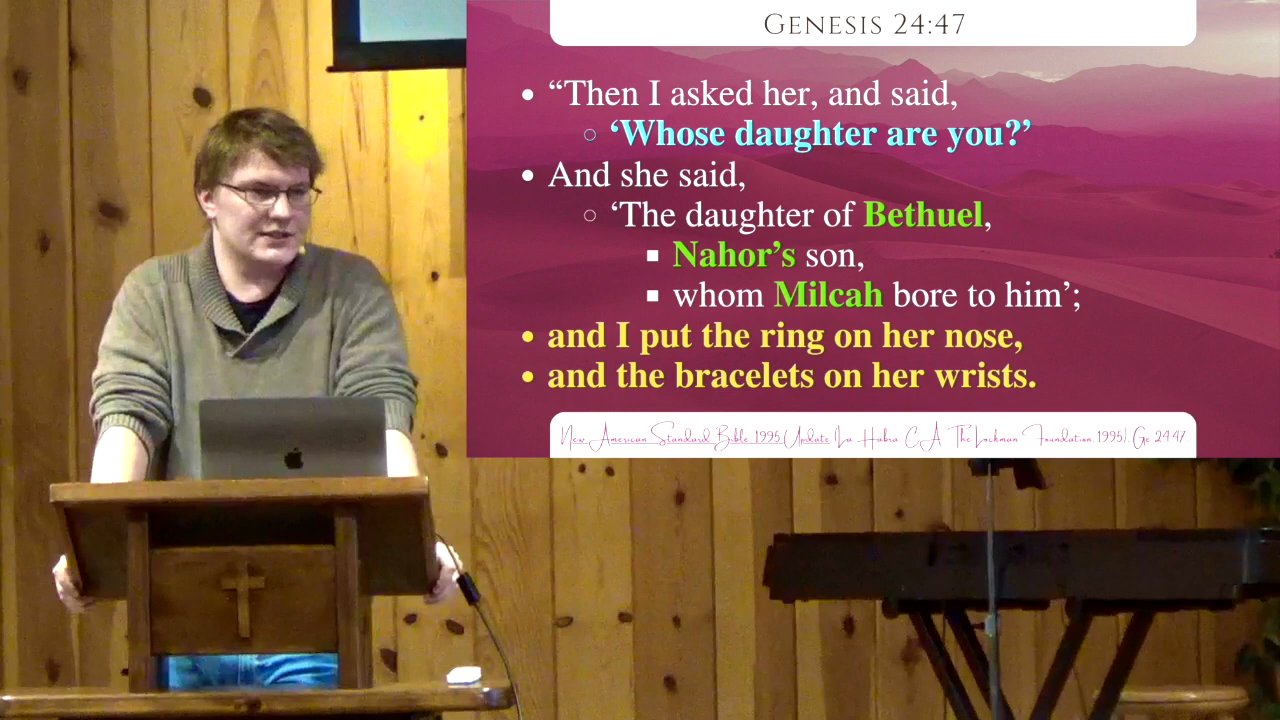 GENESIS 24:47
• “Then I asked her, and said,
○ ‘Whose daughter are you?’
• And she said,
○ ‘The daughter of Bethuel,
■ Nahor’s son,
■ whom Milcah bore to him’;
• and I put the ring on her nose,
• and the bracelets on her wrists.
New American Standard Bible, 1995 Update (La Habra, CA: The Lockman Foundation, 1995), Ge 24:47